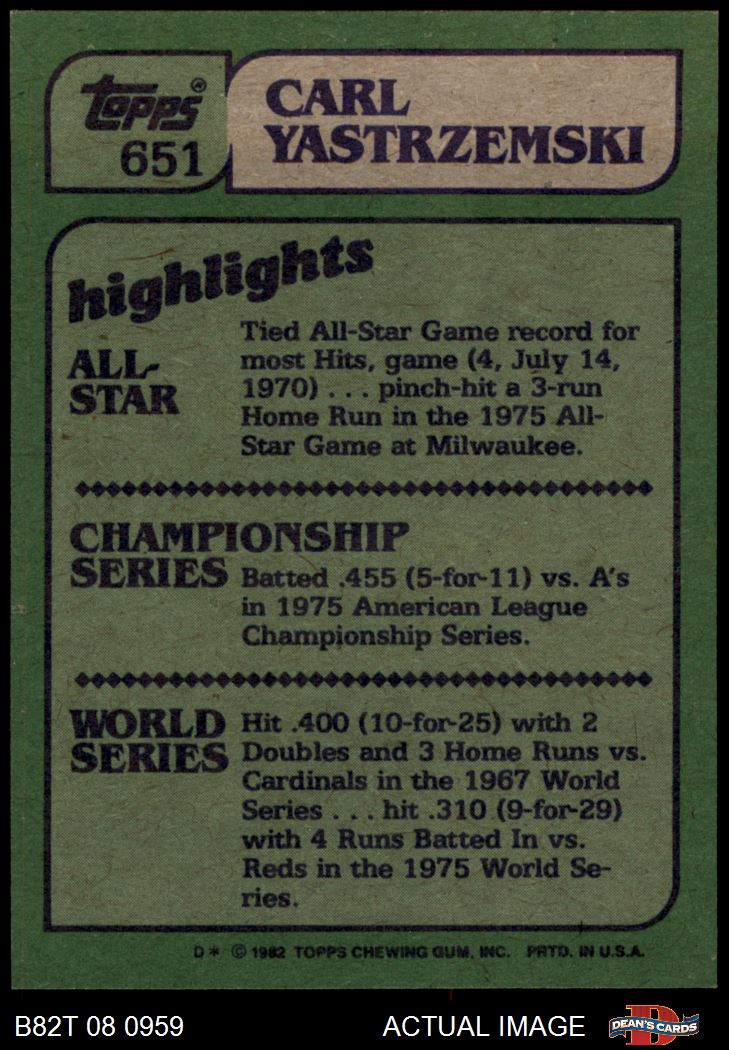 topps®
651
CARL
YASTRZEMSKI
highlights
ALL-
STAR
Tied All-Star Game record for
most Hits, game (4, July 14,
1970) . . . pinch-hit a 3-run
Home Run in the 1975 All-
Star Game at Milwaukee.
CHAMPIONSHIP
SERIES
Batted .455 (5-for-11) vs. A's
in 1975 American League
Championship Series.
WORLD
SERIES
Hit .400 (10-for-25) with 2
Doubles and 3 Home Runs vs.
Cardinals in the 1967 World
Series . . . hit .310 (9-for-29)
with 4 Runs Batted In vs.
Reds in the 1975 World Se-
ries.
D* © 1982 TOPPS CHEWING GUM, INC. PRTD. IN U.S.A.
B82T 08 0959 ACTUAL IMAGE DEAN'S CARDS